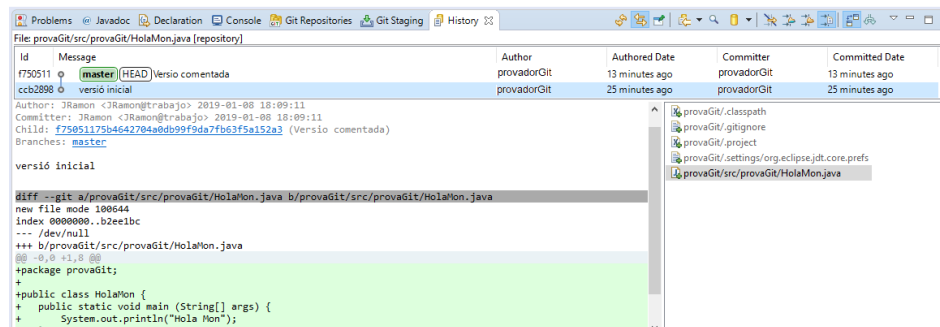 Problems @ Javadoc Declaration Console Git Repositories Git Staging History
File: provaGit/src/provaGit/HolaMon.java [repository]
Id Message Author Authored Date Committer Committed Date
f750511 master HEAD Versio comentada provadorGit 13 minutes ago provadorGit 13 minutes ago
ccb2898 versió inicial provadorGit 25 minutes ago provadorGit 25 minutes ago
Author: JRamon <JRamon@trabajo> 2019-01-08 18:09:11
Committer: JRamon <JRamon@trabajo> 2019-01-08 18:09:11
Child: f75051175b4642704a0db99f9da7fb63f5a152a3 (Versio comentada)
Branches: master
versió inicial
diff --git a/provaGit/src/provaGit/HolaMon.java b/provaGit/src/provaGit/HolaMon.java
new file mode 100644
index 0000000..b2ee1bc
--- /dev/null
+++ b/provaGit/src/provaGit/HolaMon.java
@@ -0,0 +1,8 @@
+package provaGit;
+
+public class HolaMon {
+ public static void main (String[] args) {
+ System.out.println("Hola Mon");
provaGit/.classpath
provaGit/.gitignore
provaGit/.project
provaGit/.settings/org.eclipse.jdt.core.prefs
provaGit/src/provaGit/HolaMon.java